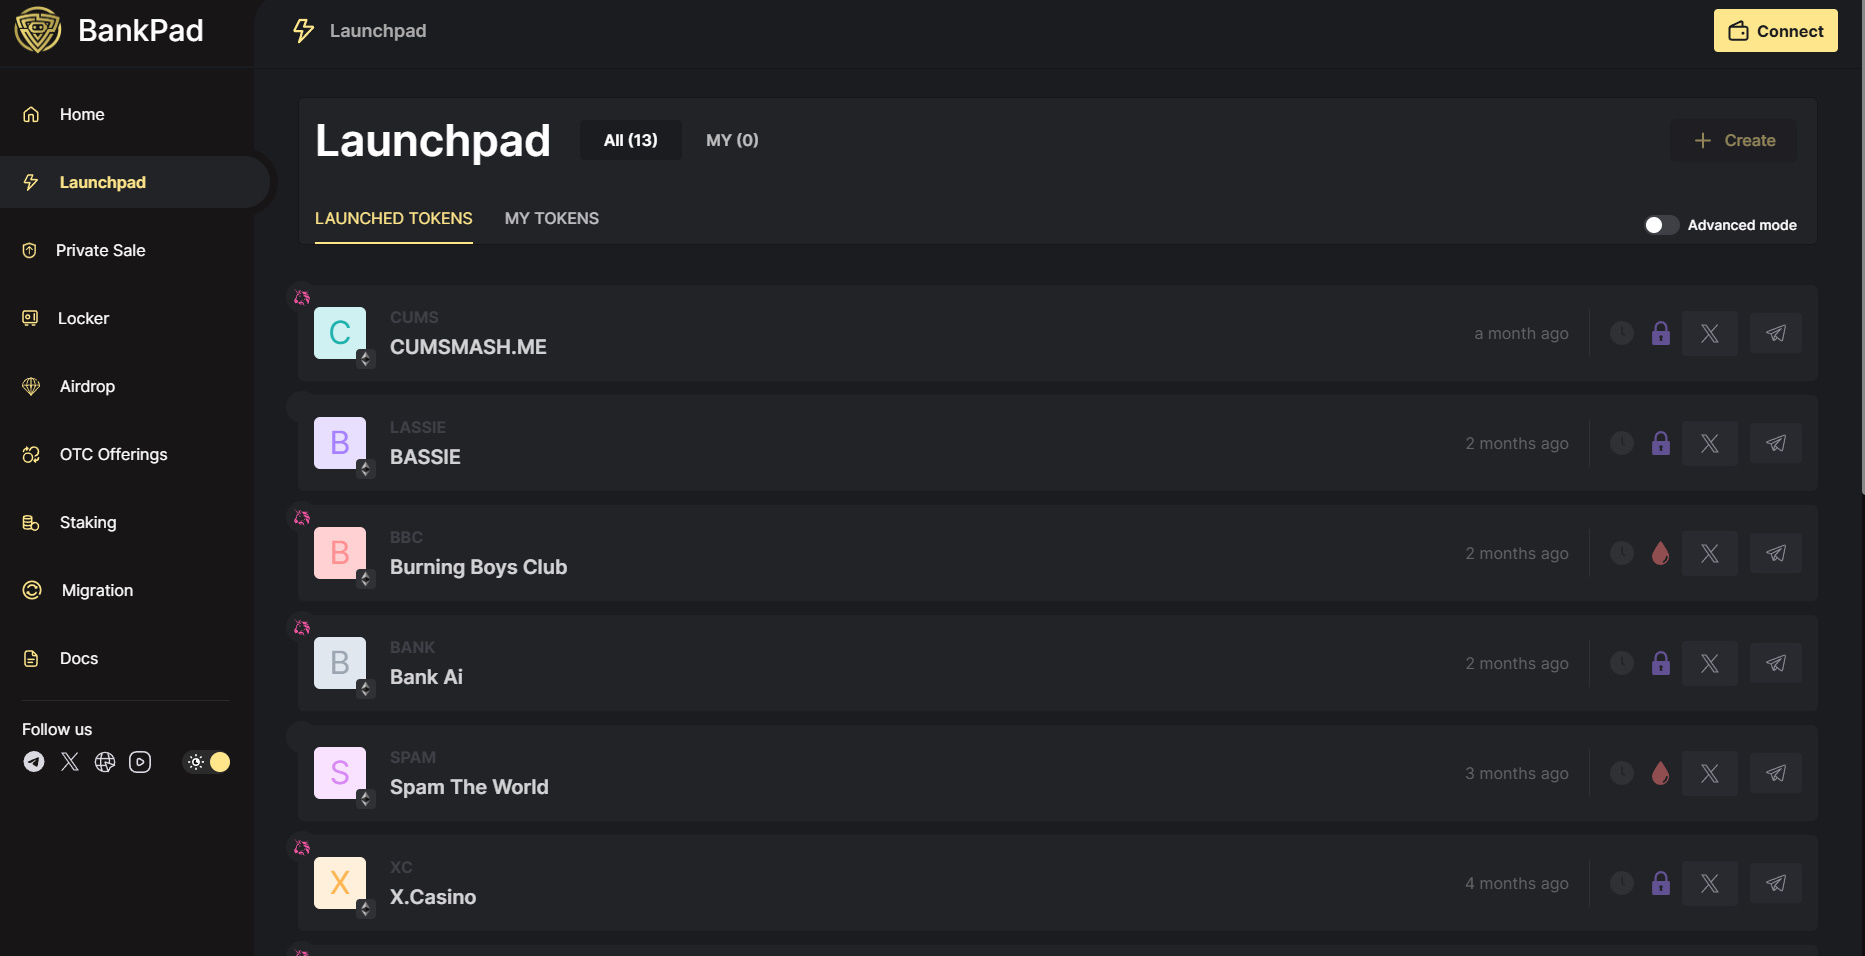 BankPad
Launchpad
Connect
Home
Launchpad
Private Sale
Locker
Airdrop
OTC Offerings
Staking
Migration
Docs
Follow us
Launchpad
All (13)
MY (0)
Create
LAUNCHED TOKENS
MY TOKENS
Advanced mode
C
CUMS
CUMSMASH.ME
a month ago
B
LASSIE
BASSIE
2 months ago
B
BBC
Burning Boys Club
2 months ago
B
BANK
Bank Ai
2 months ago
S
SPAM
Spam The World
3 months ago
X
XC
X.Casino
4 months ago